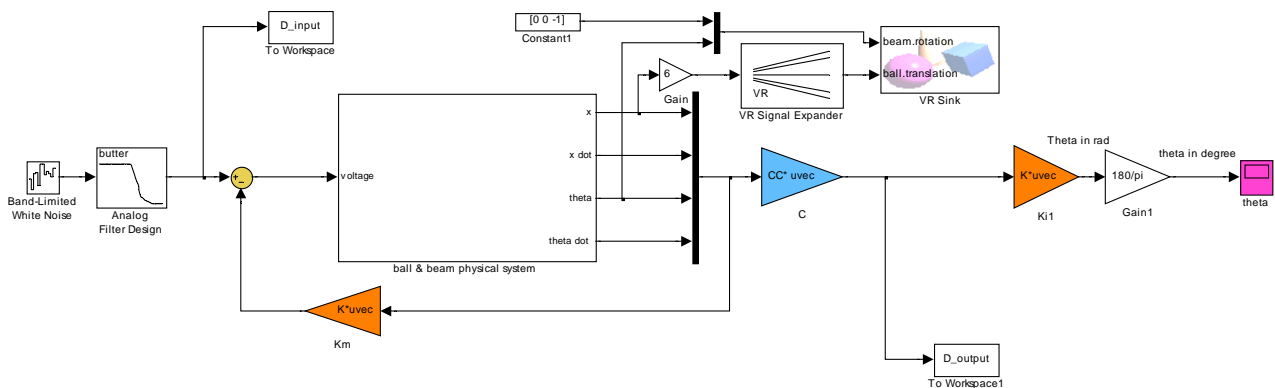 D_input
To Workspace
[0 0 -1]
Constant1
beam.rotation
ball.translation
VR Sink
6
Gain
VR
VR Signal Expander
butter
Band-Limited
White Noise
Analog
Filter Design
+
_
voltage
x
x dot
theta
theta dot
ball & beam physical system
CC* uvec
C
Theta in rad
K*uvec
Ki1
180/pi
Gain1
theta in degree
theta
K*uvec
Km
D_output
To Workspace1